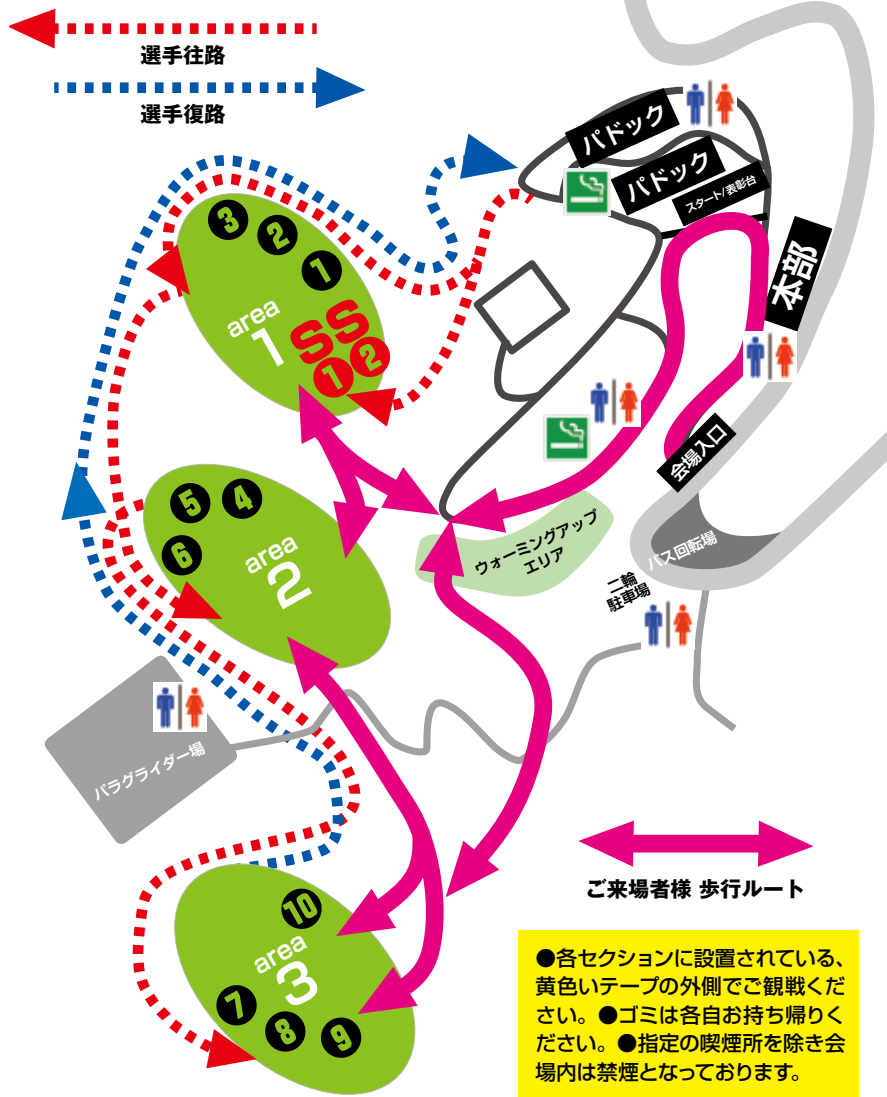 選手往路
選手復路
パドック
パドック
スタート/表彰台
本部
3
2
1
area
1
SS
1 2
会場入口
5
4
6
area
2
ウォーミングアップ
エリア
バス回転場
二輪
駐車場
パラグライダー場
10
area
3
7
8
9
ご来場者様 歩行ルート
●各セクションに設置されている、
黄色いテープの外側でご観戦くだ
さい。●ゴミは各自お持ち帰りく
ださい。●指定の喫煙所を除き会
場内は禁煙となっております。